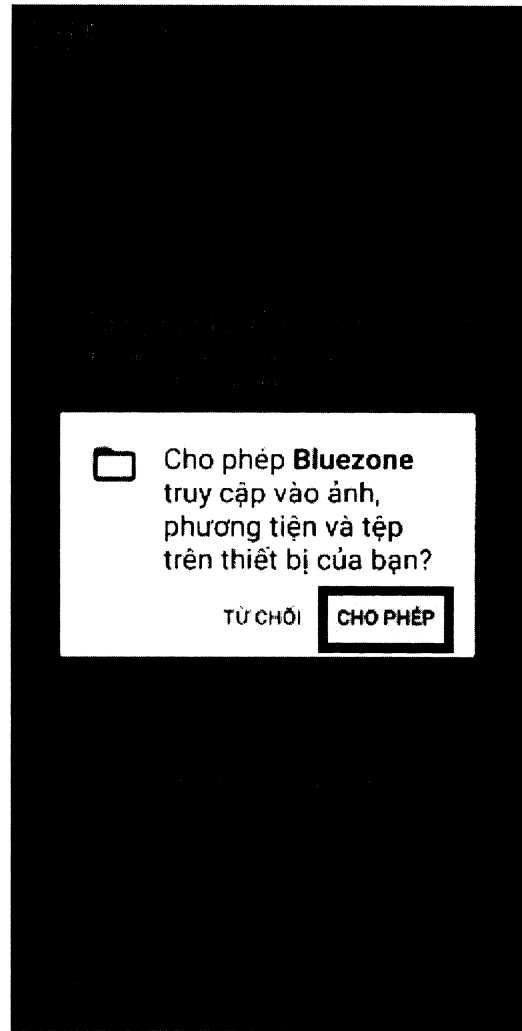 Cho phép Bluezone
truy cập vào ảnh,
phương tiện và tệp
trên thiết bị của bạn?
TỪ CHỐI CHO PHÉP